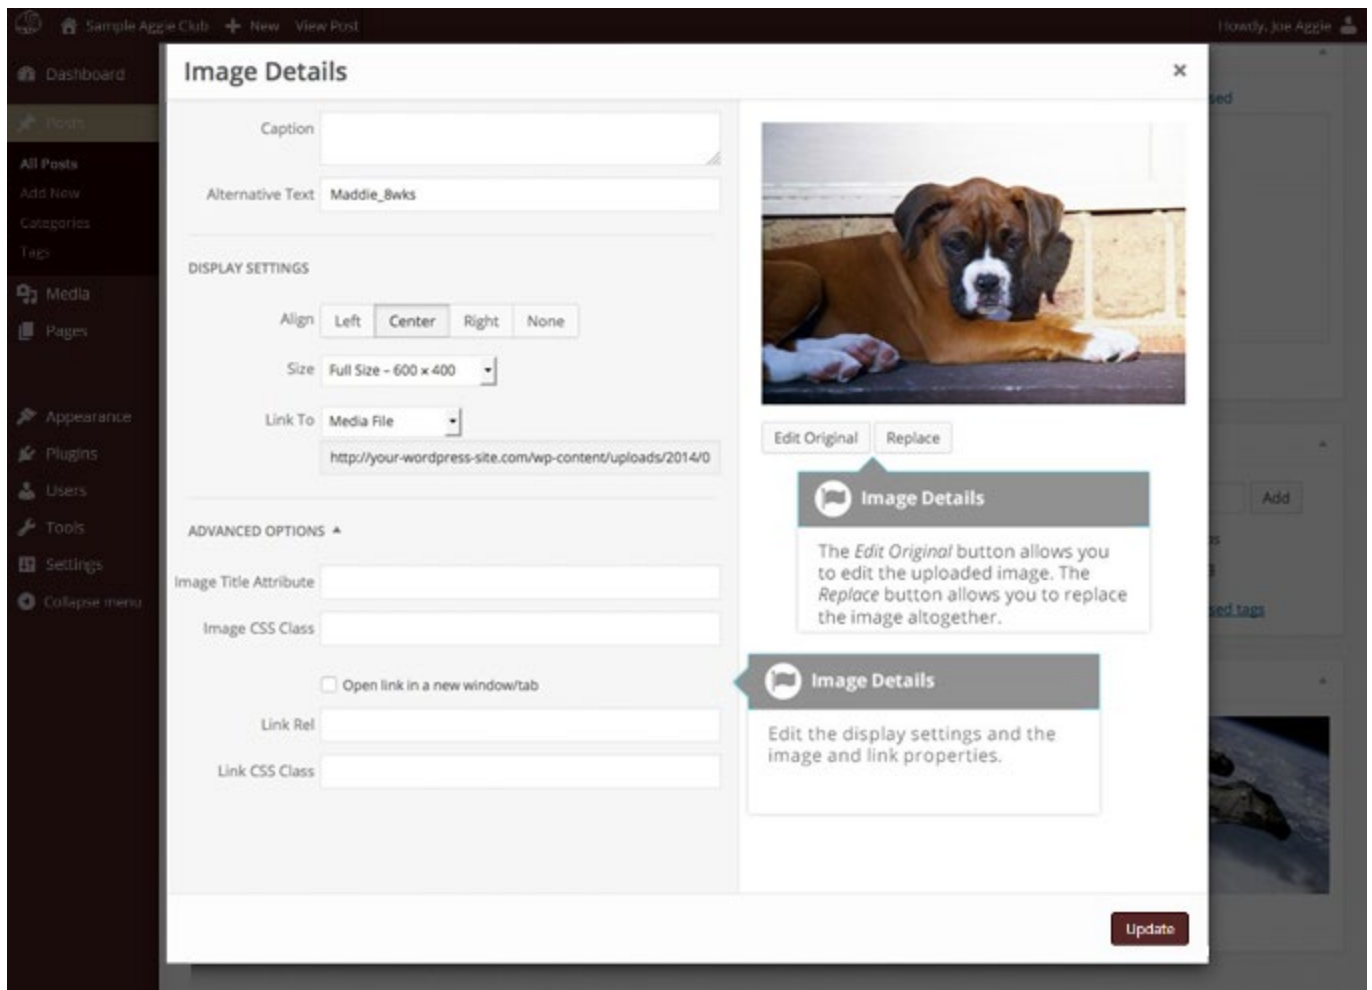 Sample Aggie Club
New
View Post
Howdy, Joe Aggie
Dashboard
Posts
All Posts
Add New
Categories
Tags
Media
Pages
Appearance
Plugins
Users
Tools
Settings
Collapse menu
Image Details
Caption
Alternative Text Maddie_8wks
DISPLAY SETTINGS
Align Left Center Right None
Size Full Size – 600 × 400
Link To Media File
http://your-wordpress-site.com/wp-content/uploads/2014/0
ADVANCED OPTIONS
Image Title Attribute
Image CSS Class
Open link in a new window/tab
Link Rel
Link CSS Class
Edit Original
Replace
Image Details
The Edit Original button allows you
to edit the uploaded image. The
Replace button allows you to replace
the image altogether.
Image Details
Edit the display settings and the
image and link properties.
Update
sed
Add
sed tags